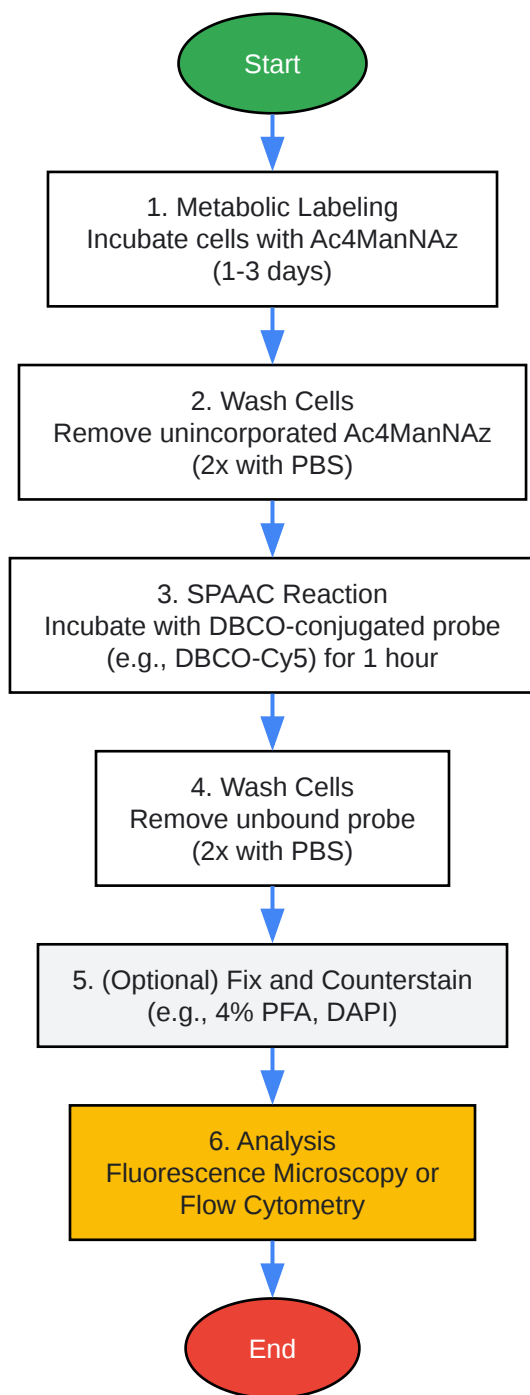 Start
1. Metabolic Labeling
Incubate cells with Ac4ManNAz
(1-3 days)
2. Wash Cells
Remove unincorporated Ac4ManNAz
(2x with PBS)
3. SPAAC Reaction
Incubate with DBCO-conjugated probe
(e.g., DBCO-Cy5) for 1 hour
4. Wash Cells
Remove unbound probe
(2x with PBS)
5. (Optional) Fix and Counterstain
(e.g., 4% PFA, DAPI)
6. Analysis
Fluorescence Microscopy or
Flow Cytometry
End